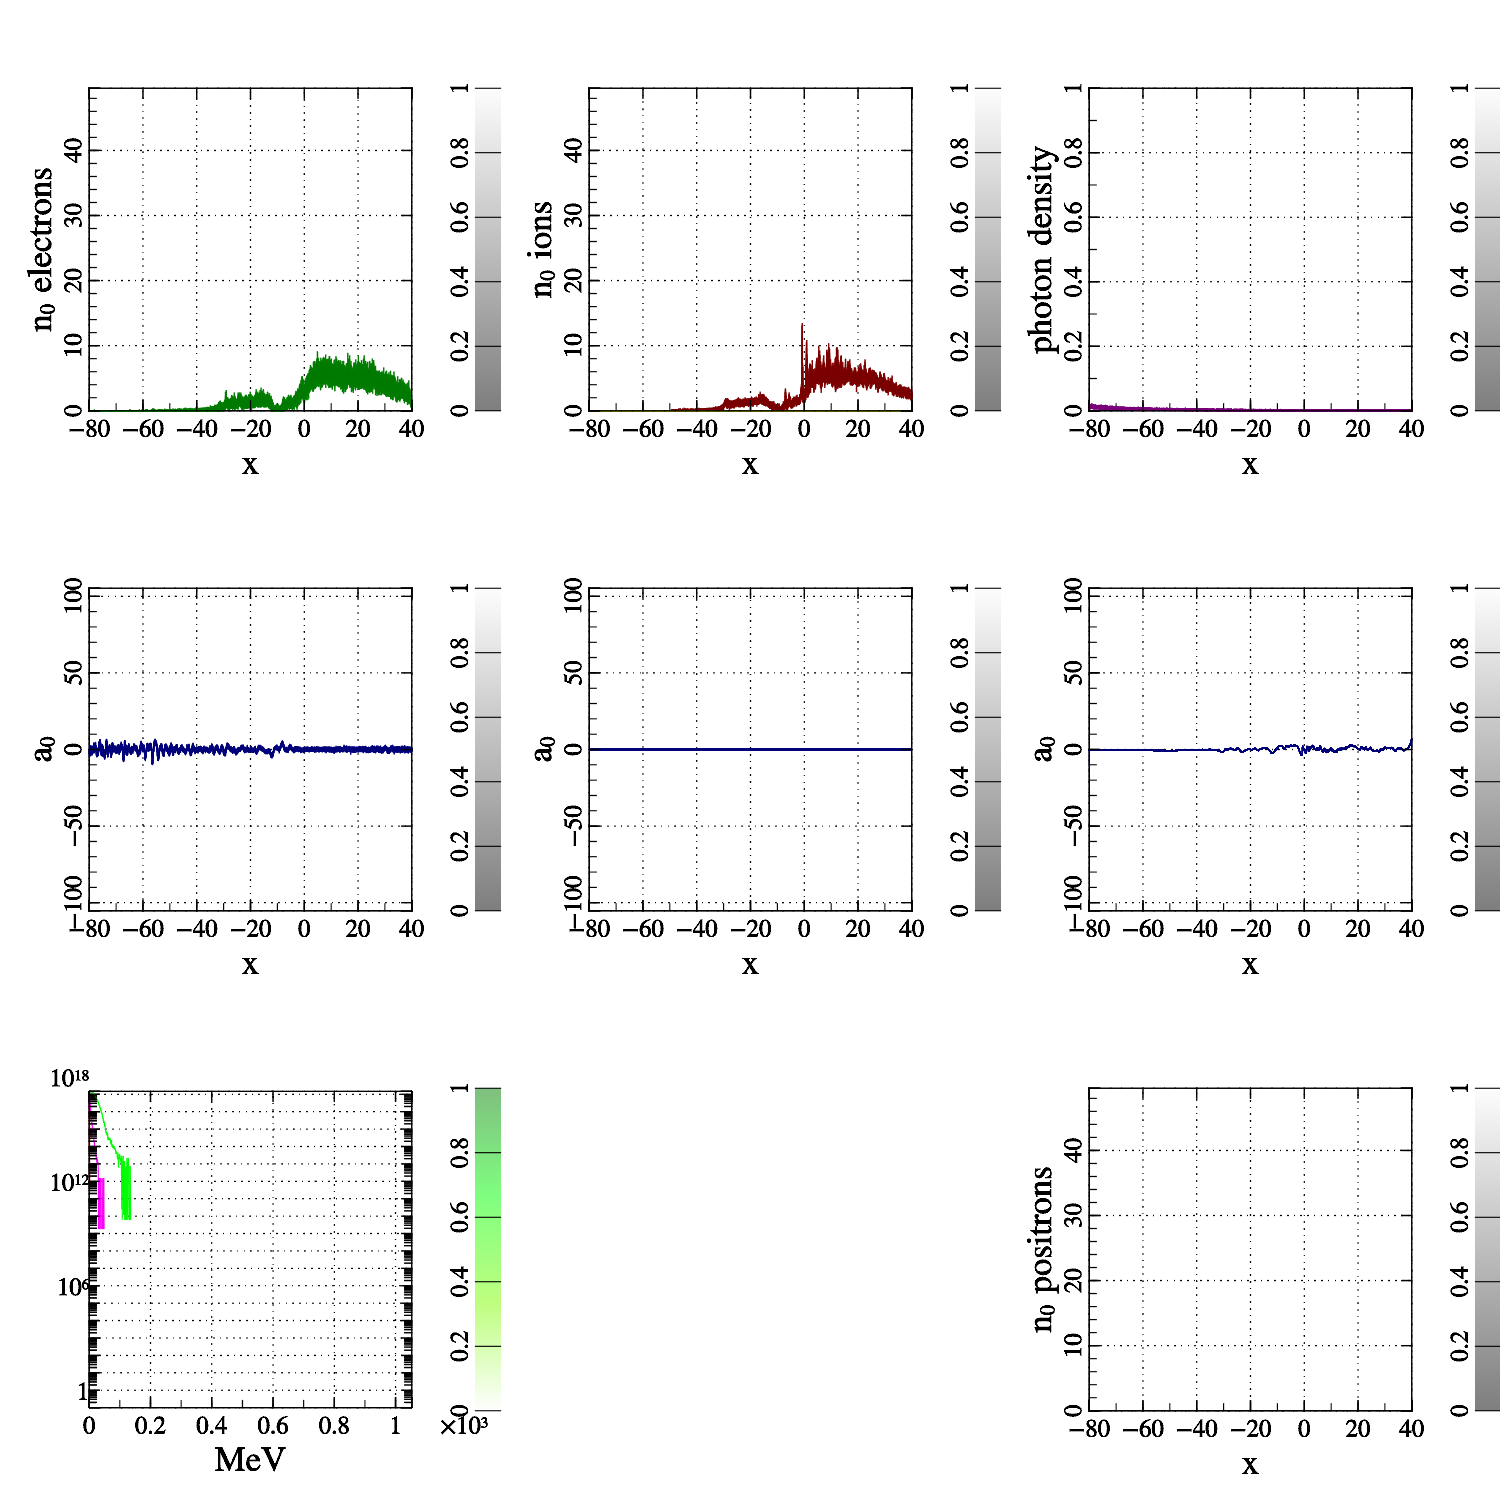 n₀ electrons
0 10 20 30 40
−80 −60 −40 −20 0 20 40
x
0 0.2 0.4 0.6 0.8 1
n₀ ions
0 10 20 30 40
−80 −60 −40 −20 0 20 40
x
0 0.2 0.4 0.6 0.8 1
photon density
0 0.2 0.4 0.6 0.8 1
−80 −60 −40 −20 0 20 40
x
0 0.2 0.4 0.6 0.8 1
a₀
−100 −50 0 50 100
−80 −60 −40 −20 0 20 40
x
0 0.2 0.4 0.6 0.8 1
a₀
−100 −50 0 50 100
−80 −60 −40 −20 0 20 40
x
0 0.2 0.4 0.6 0.8 1
a₀
−100 −50 0 50 100
−80 −60 −40 −20 0 20 40
x
0 0.2 0.4 0.6 0.8 1
10¹⁸
10¹²
10⁶
1
0 0.2 0.4 0.6 0.8 1
×10³
MeV
0 0.2 0.4 0.6 0.8 1
n₀ positrons
0 10 20 30 40
−80 −60 −40 −20 0 20 40
x
0 0.2 0.4 0.6 0.8 1